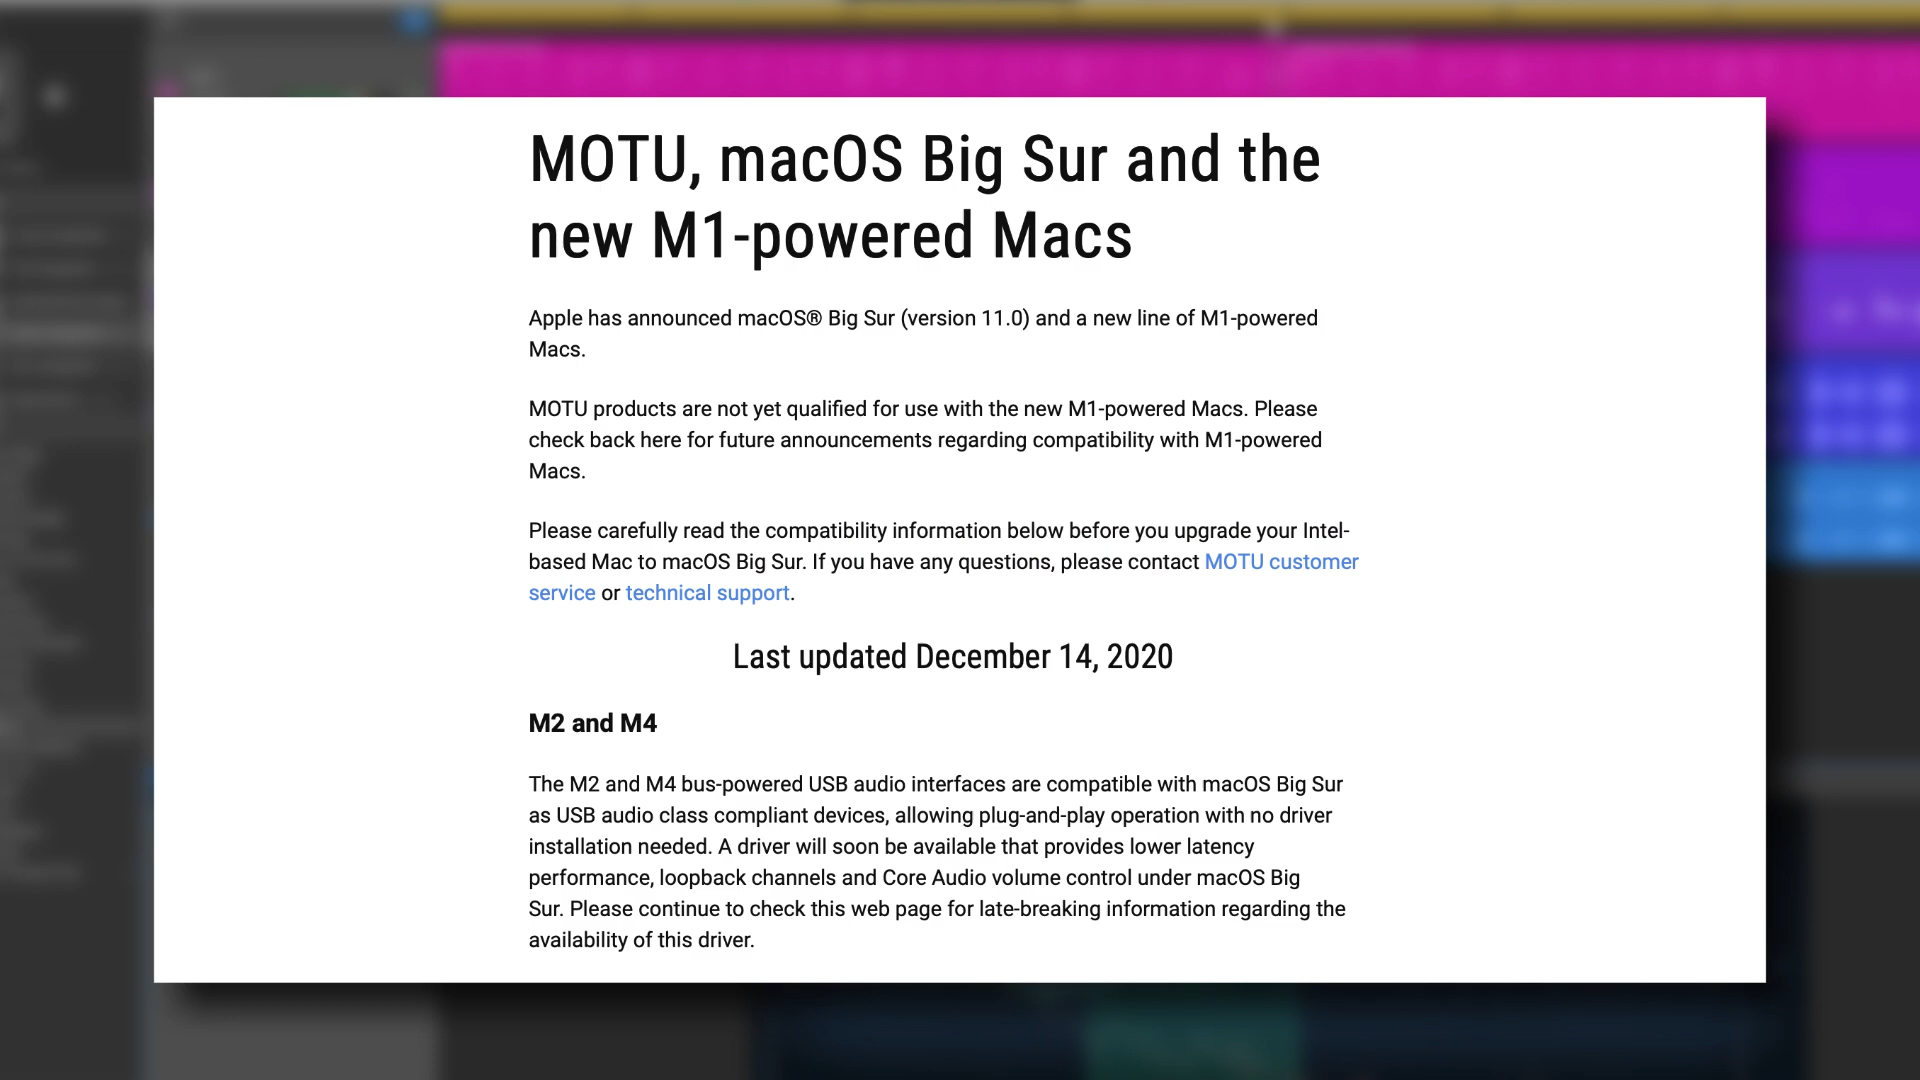 MOTU, macOS Big Sur and the
new M1-powered Macs
Apple has announced macOS® Big Sur (version 11.0) and a new line of M1-powered
Macs.
MOTU products are not yet qualified for use with the new M1-powered Macs. Please
check back here for future announcements regarding compatibility with M1-powered
Macs.
Please carefully read the compatibility information below before you upgrade your Intel-
based Mac to macOS Big Sur. If you have any questions, please contact MOTU customer
service or technical support.
Last updated December 14, 2020
M2 and M4
The M2 and M4 bus-powered USB audio interfaces are compatible with macOS Big Sur
as USB audio class compliant devices, allowing plug-and-play operation with no driver
installation needed. A driver will soon be available that provides lower latency
performance, loopback channels and Core Audio volume control under macOS Big
Sur. Please continue to check this web page for late-breaking information regarding the
availability of this driver.